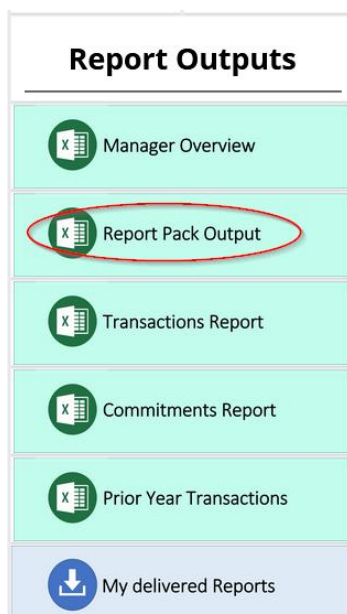 Report Outputs
Manager Overview
Report Pack Output
Transactions Report
Commitments Report
Prior Year Transactions
My delivered Reports